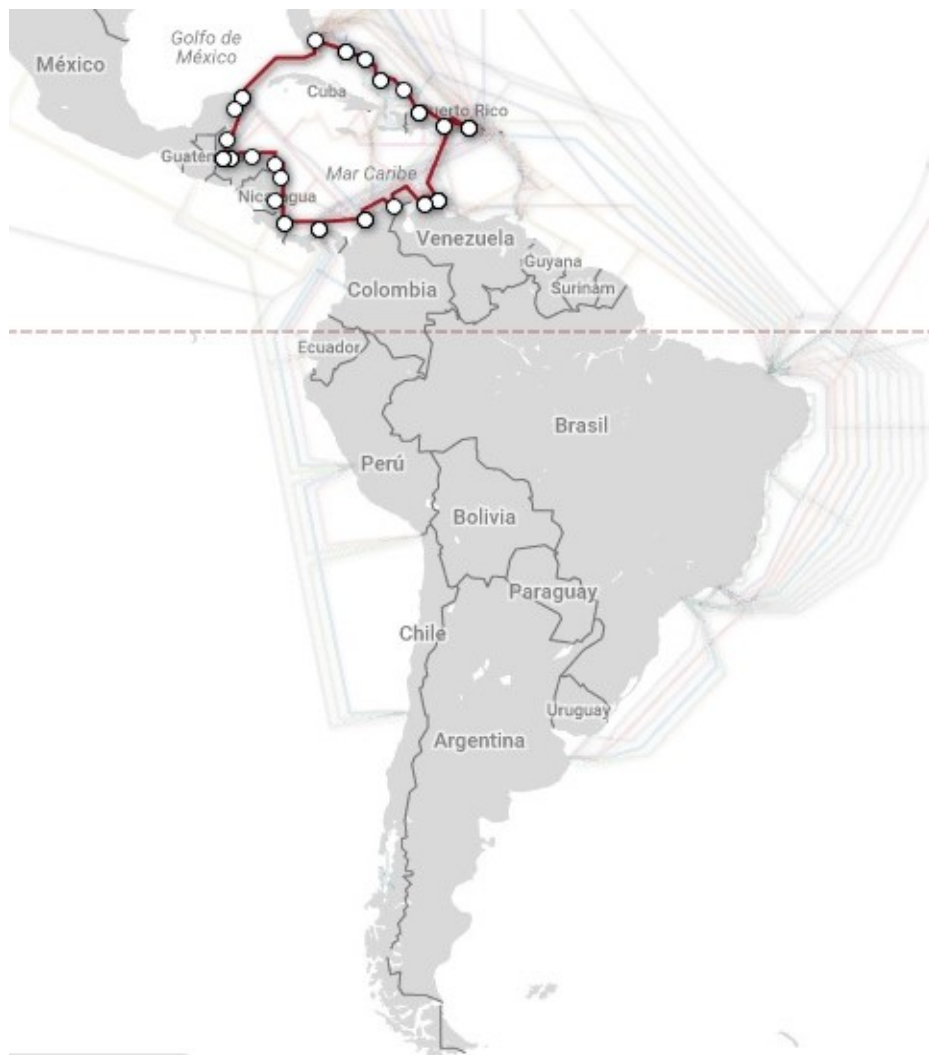 Golfo de
México
México
Cuba
Puerto Rico
Guatem
Mar Caribe
Nicaragua
Venezuela
Guyana
Surinam
Colombia
Ecuador
Brasil
Perú
Bolivia
Paraguay
Chile
Uruguay
Argentina